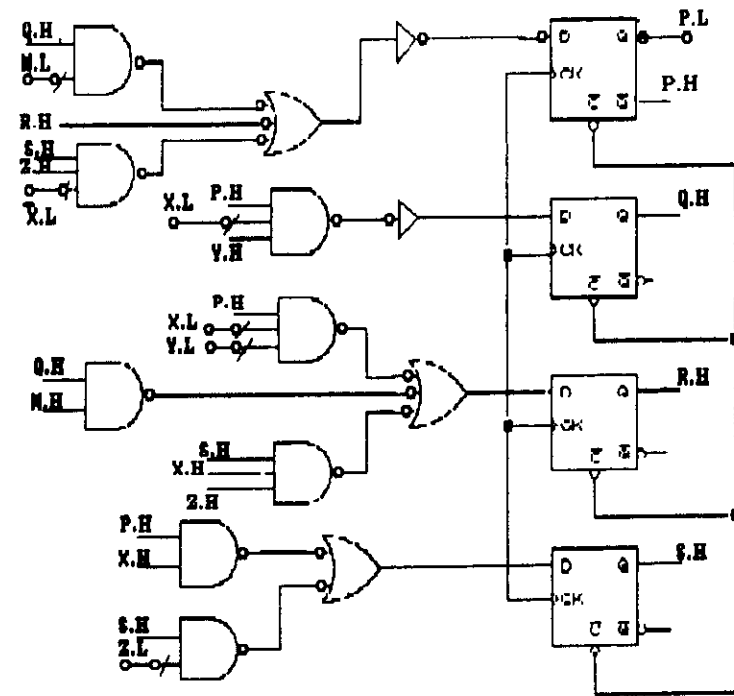 Q.H
M.L
R.H
S.H
Z.H
X.L
P.H
X.L
Y.H
P.H
X.L
Y.L
Q.H
M.H
S.H
X.H
Z.H
P.H
X.H
S.H
Z.L
D Q
CK
C Q
P.L
P.H
D Q
CK
C Q
Q.H
D Q
CK
C Q
R.H
D Q
CK
C Q
S.H